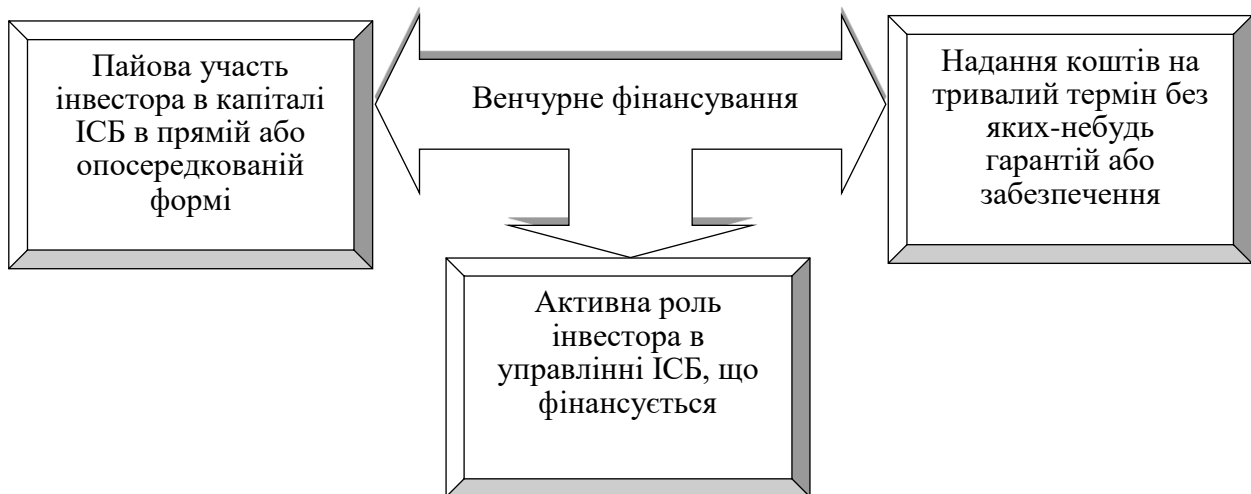 Пайова участь
інвестора в капіталі
ІСБ в прямій або
опосередкованій
формі
Венчурне фінансування
Надання коштів на
тривалий термін без
яких-небудь
гарантій або
забезпечення
Активна роль
інвестора в
управлінні ІСБ, що
фінансується